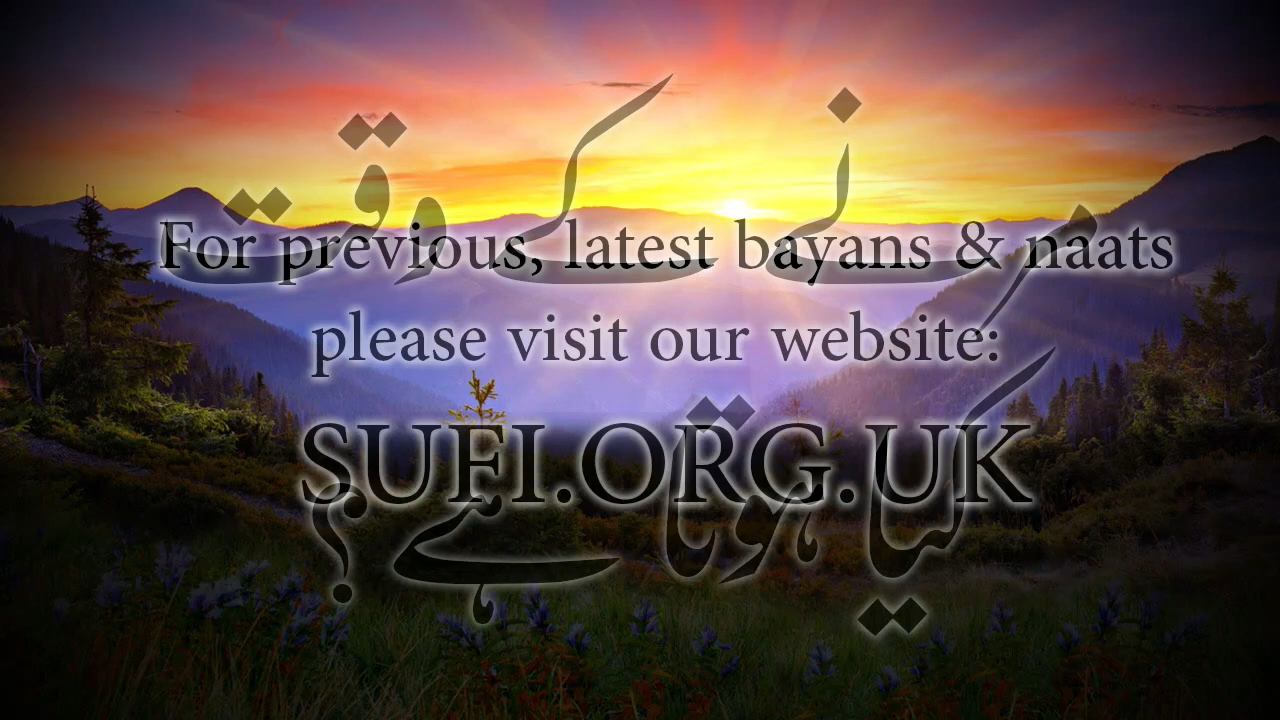 مرنے کے وقت
For previous, latest bayans & naats
please visit our website:
SUFI.ORG.UK
کیا ہوتا ہے؟